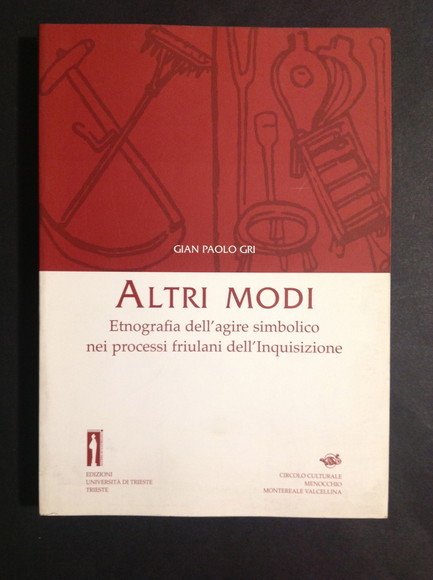 GIAN PAOLO GRI
ALTRI MODI
Etnografia dell'agire simbolico
nei processi friulani dell'Inquisizione
EDIZIONI
UNIVERSITÀ DI TRIESTE
TRIESTE
CIRCOLO CULTURALE
MENOCCHIO
MONTEREALE VALCELLINA